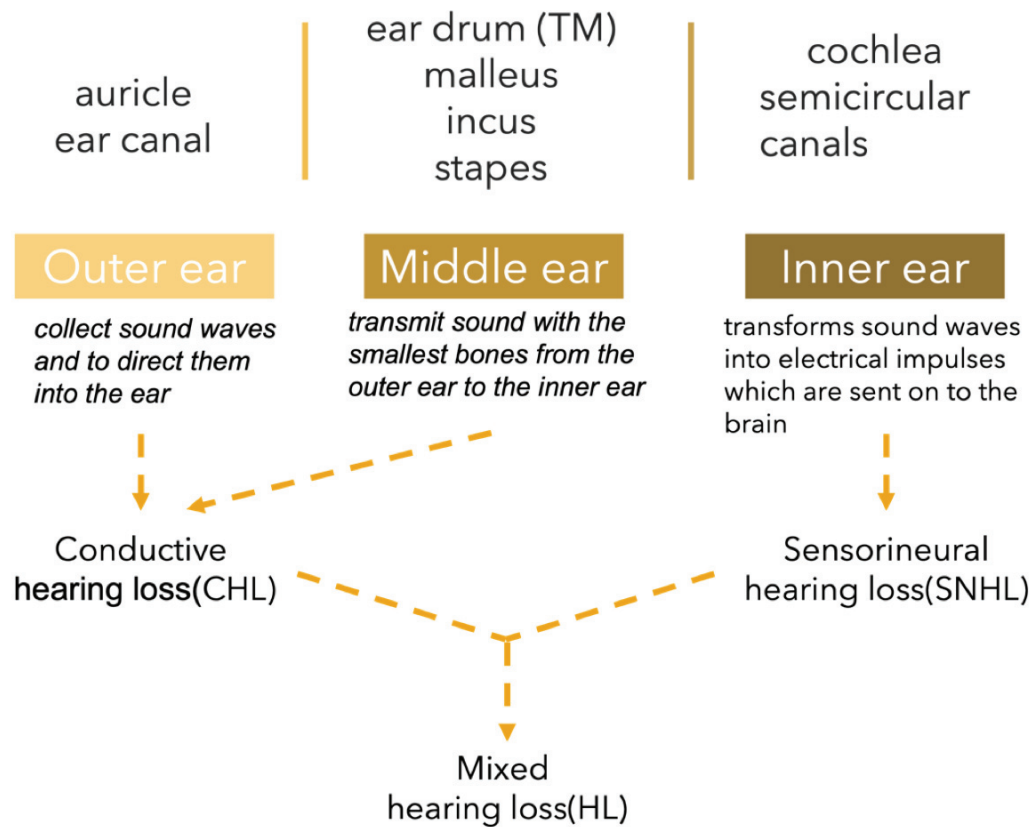 auricle
ear canal
ear drum (TM)
malleus
incus
stapes
cochlea
semicircular
canals
Outer ear
collect sound waves
and to direct them
into the ear
Middle ear
transmit sound with the
smallest bones from the
outer ear to the inner ear
Inner ear
transforms sound waves
into electrical impulses
which are sent on to the
brain
Conductive
hearing loss(CHL)
Sensorineural
hearing loss(SNHL)
Mixed
hearing loss(HL)